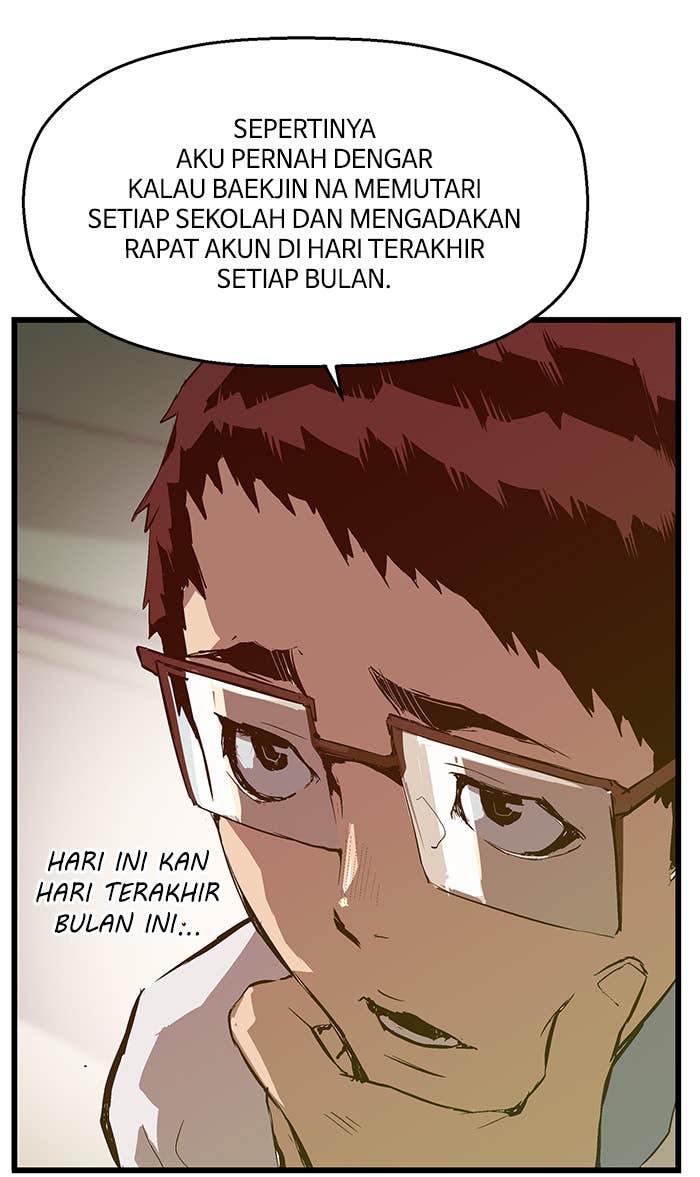 SEPERTINYA
AKU PERNAH DENGAR
KALAU BAEKJIN NA MEMUTARI
SETIAP SEKOLAH DAN MENGADAKAN
RAPAT AKUN DI HARI TERAKHIR
SETIAP BULAN.
HARI INI KAN
HARI TERAKHIR
BULAN INI...